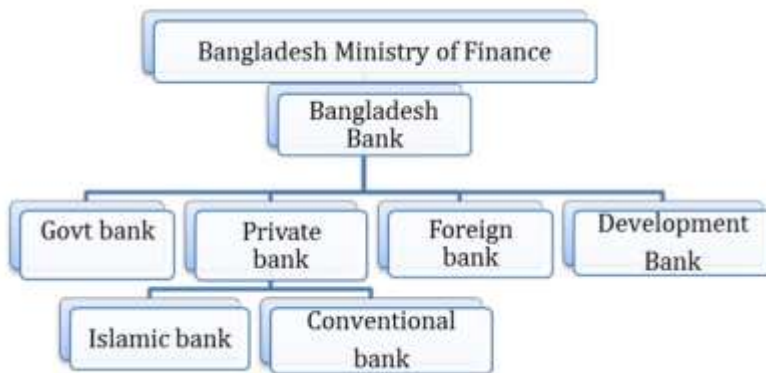 Bangladesh Ministry of Finance
Bangladesh
Bank
Govt bank
Private
bank
Foreign
bank
Development
Bank
Islamic bank
Conventional
bank